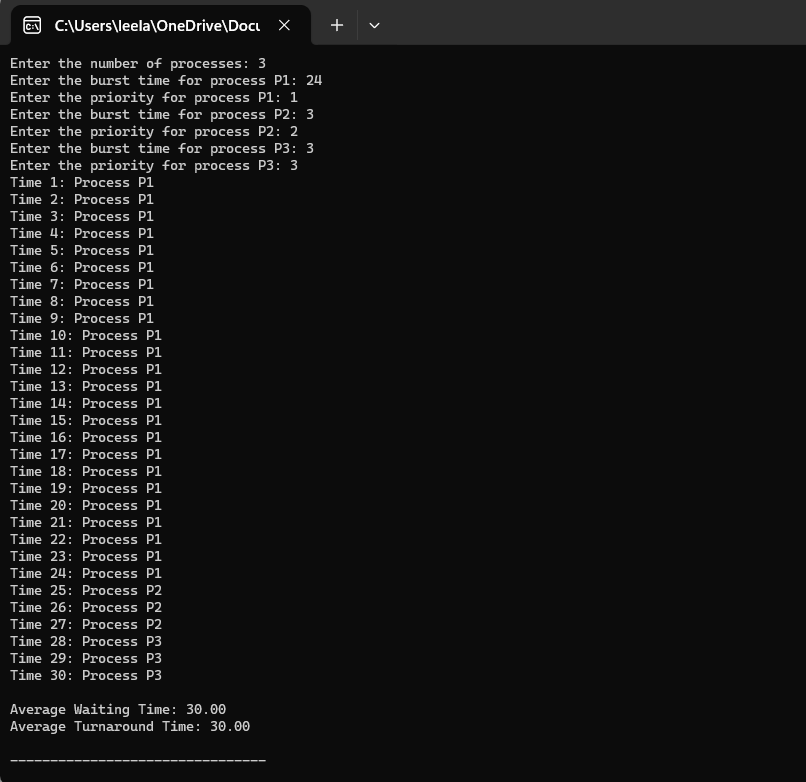 C:\Users\leela\OneDrive\Docu
Enter the number of processes: 3
Enter the burst time for process P1: 24
Enter the priority for process P1: 1
Enter the burst time for process P2: 3
Enter the priority for process P2: 2
Enter the burst time for process P3: 3
Enter the priority for process P3: 3
Time 1: Process P1
Time 2: Process P1
Time 3: Process P1
Time 4: Process P1
Time 5: Process P1
Time 6: Process P1
Time 7: Process P1
Time 8: Process P1
Time 9: Process P1
Time 10: Process P1
Time 11: Process P1
Time 12: Process P1
Time 13: Process P1
Time 14: Process P1
Time 15: Process P1
Time 16: Process P1
Time 17: Process P1
Time 18: Process P1
Time 19: Process P1
Time 20: Process P1
Time 21: Process P1
Time 22: Process P1
Time 23: Process P1
Time 24: Process P1
Time 25: Process P2
Time 26: Process P2
Time 27: Process P2
Time 28: Process P3
Time 29: Process P3
Time 30: Process P3
Average Waiting Time: 30.00
Average Turnaround Time: 30.00
--------------------------------